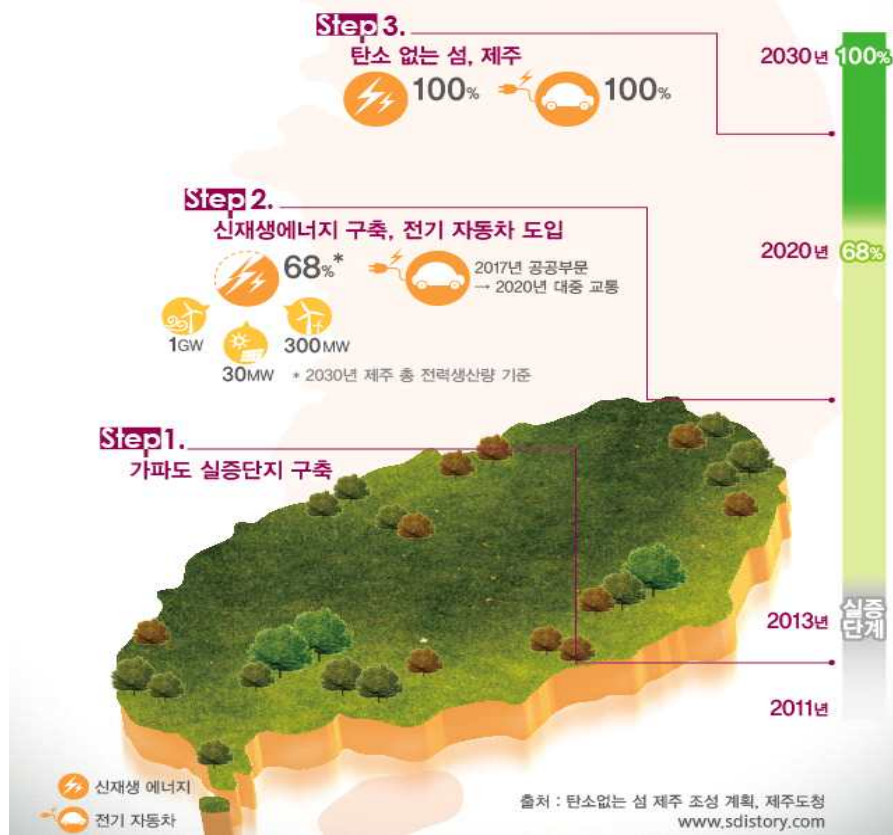 Step 3.
탄소 없는 섬, 제주
100%
100%
2030년 100%
Step 2.
신재생에너지 구축, 전기 자동차 도입
68%*
2017년 공공부문
→ 2020년 대중 교통
2020년 68%
1GW
300MW
30MW
* 2030년 제주 총 전력생산량 기준
Step 1.
가파도 실증단지 구축
2013년
실증
단계
2011년
신재생 에너지
전기 자동차
출처 : 탄소없는 섬 제주 조성 계획, 제주도청
www.sdistory.com